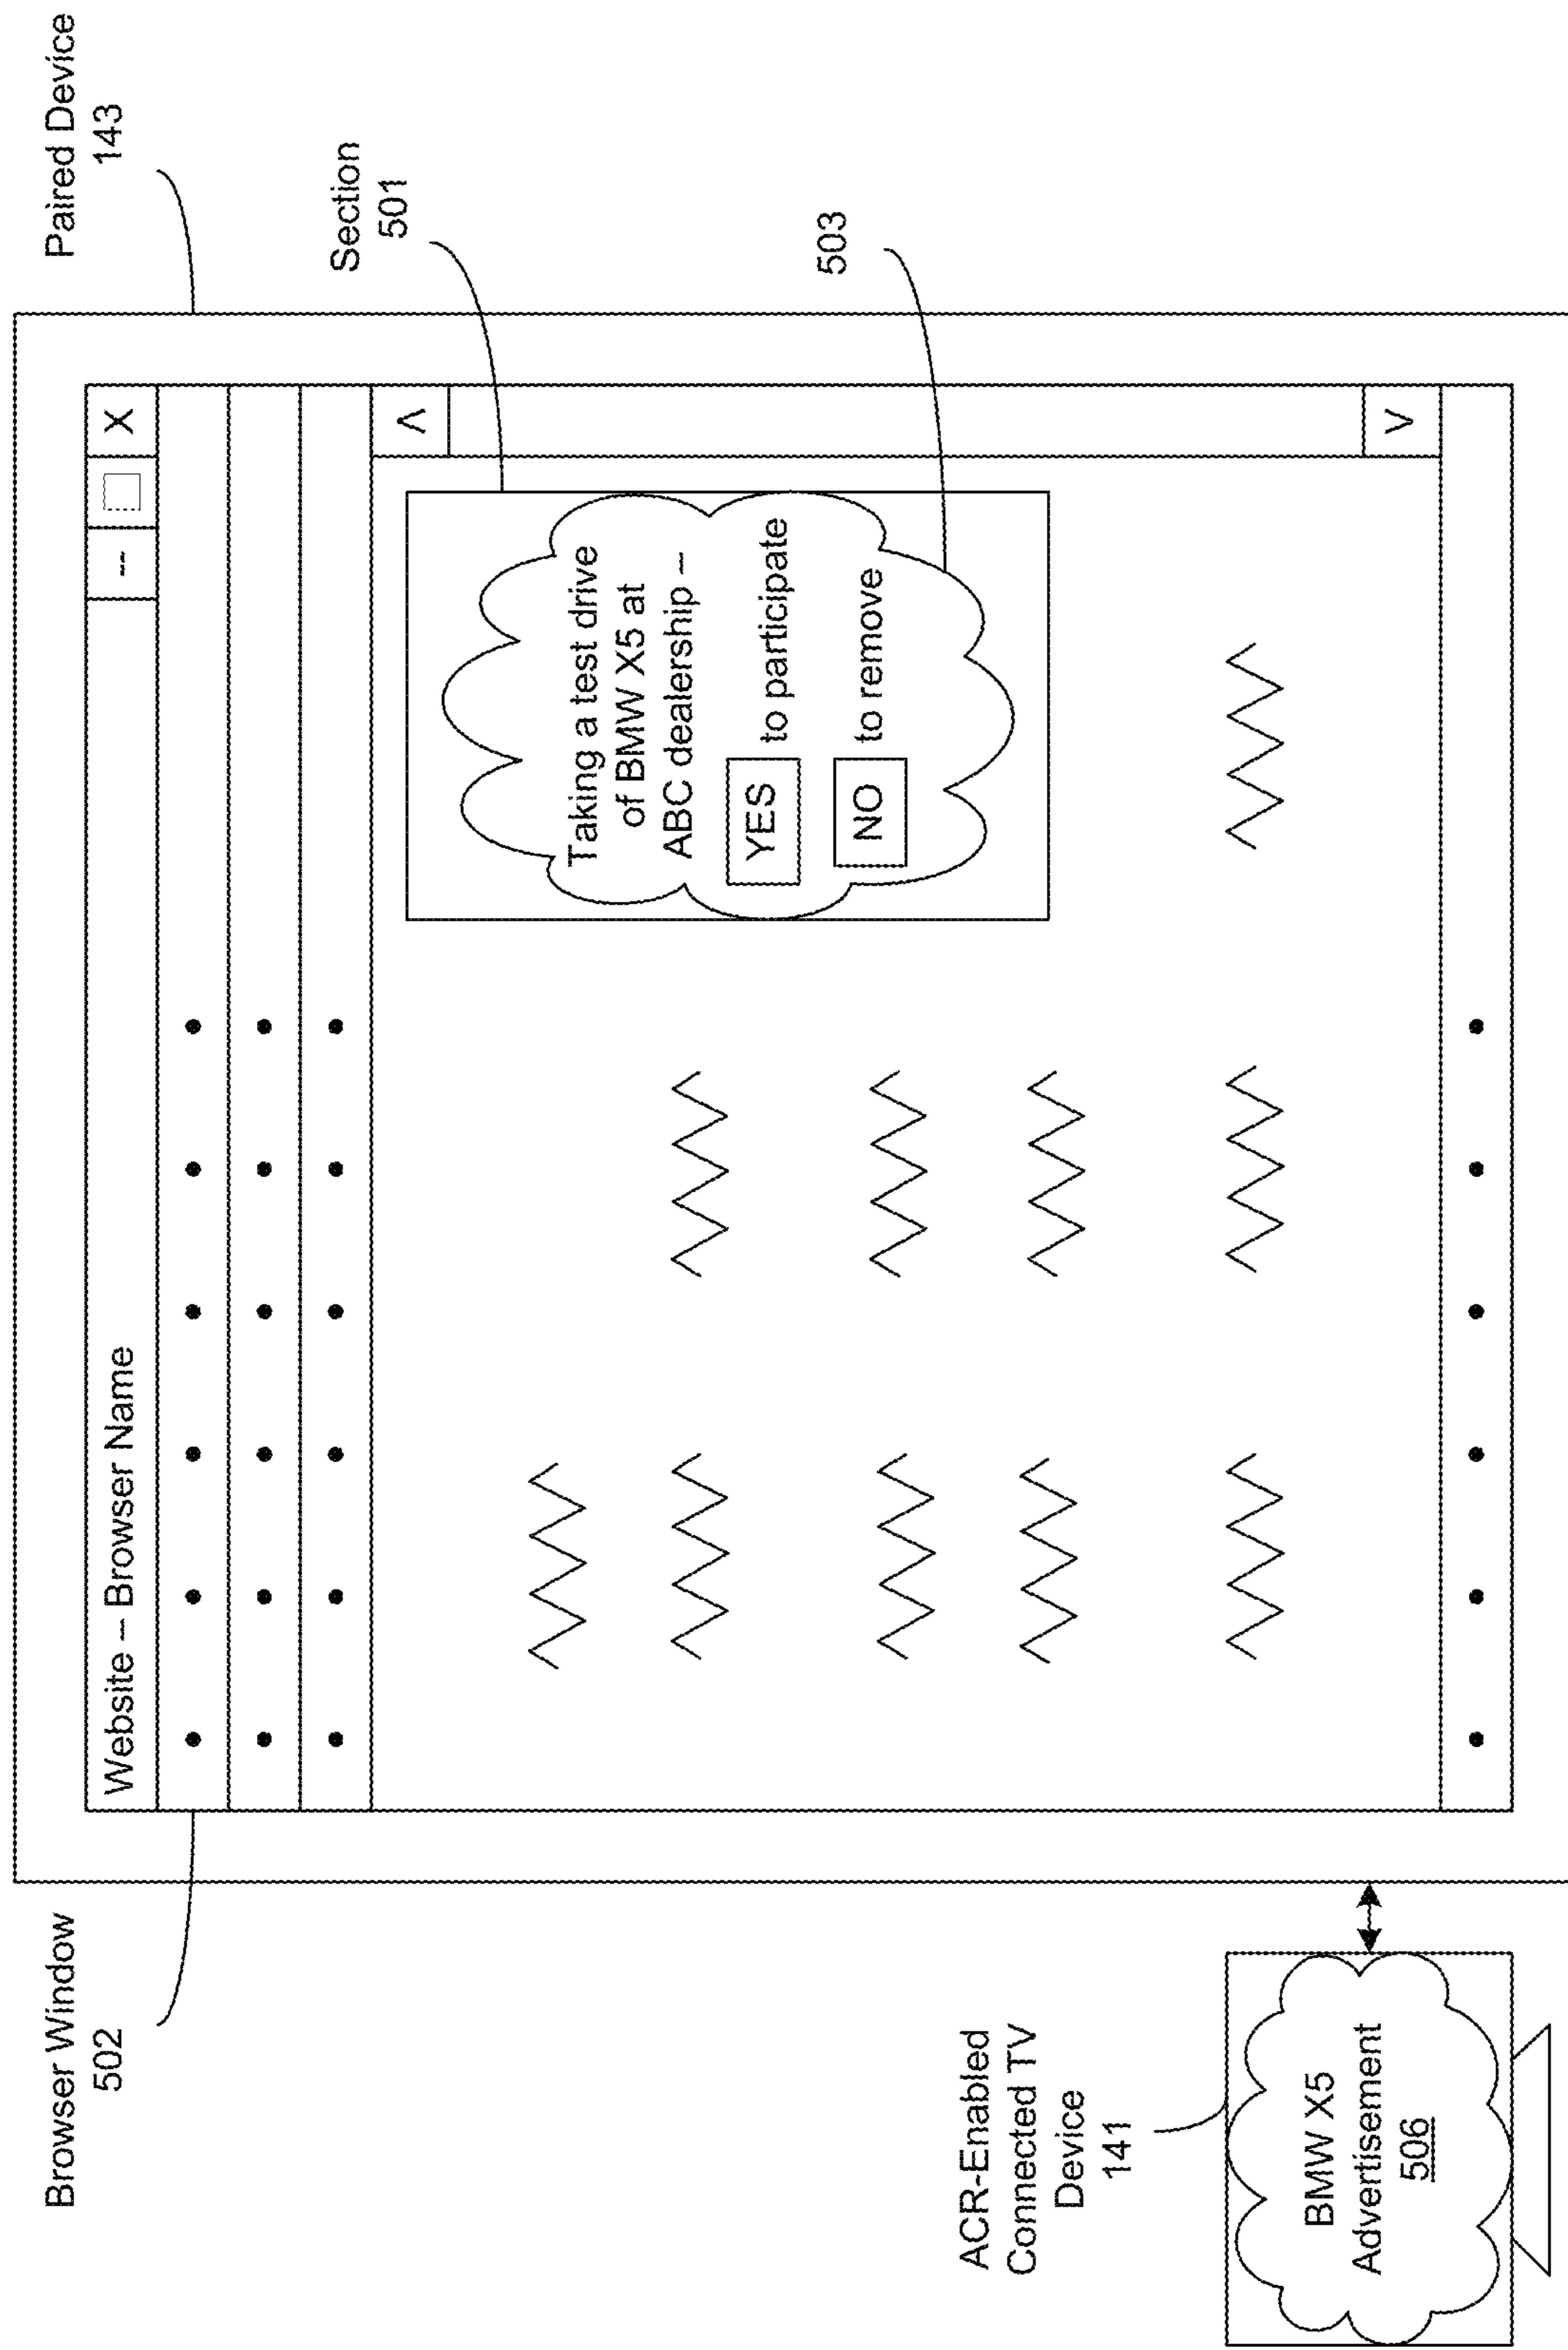 Browser Window
502
Paired Device
143
Website – Browser Name
--
X
Section
501
<
Taking a test drive
of BMW X5 at
ABC dealership –
YES to participate
NO to remove
503
>
ACR-Enabled
Connected TV
Device
141
BMW X5
Advertisement
506